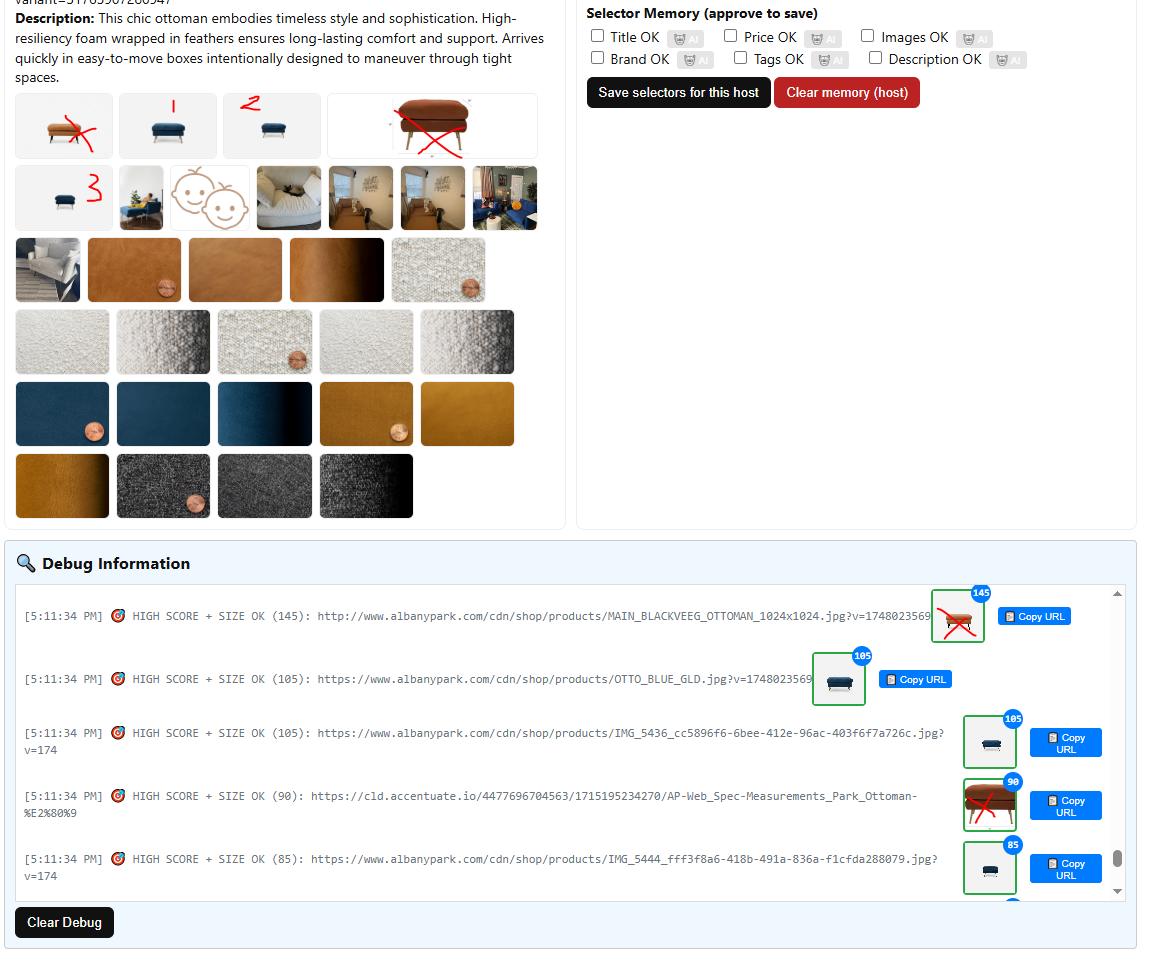 Description: This chic ottoman embodies timeless style and sophistication. High-
resiliency foam wrapped in feathers ensures long-lasting comfort and support. Arrives
quickly in easy-to-move boxes intentionally designed to maneuver through tight
spaces.
1
2
3
Selector Memory (approve to save)
Title OK AI Price OK AI Images OK AI
Brand OK AI Tags OK AI Description OK AI
Save selectors for this host Clear memory (host)
🔍 Debug Information
[5:11:34 PM] 🎯 HIGH SCORE + SIZE OK (145): http://www.albanypark.com/cdn/shop/products/MAIN_BLACKVEEG_OTTOMAN_1024x1024.jpg?v=1748023569 145 📋 Copy URL
[5:11:34 PM] 🎯 HIGH SCORE + SIZE OK (105): https://www.albanypark.com/cdn/shop/products/OTTO_BLUE_GLD.jpg?v=1748023569 105 📋 Copy URL
[5:11:34 PM] 🎯 HIGH SCORE + SIZE OK (105): https://www.albanypark.com/cdn/shop/products/IMG_5436_cc5896f6-6bee-412e-96ac-403f6f7a726c.jpg?
v=174
105
📋 Copy
URL
[5:11:34 PM] 🎯 HIGH SCORE + SIZE OK (90): https://cld.accentuate.io/4477696704563/1715195234270/AP-Web_Spec-Measurements_Park_Ottoman-
%E2%80%9
90
📋 Copy
URL
[5:11:34 PM] 🎯 HIGH SCORE + SIZE OK (85): https://www.albanypark.com/cdn/shop/products/IMG_5444_fff3f8a6-418b-491a-836a-f1cfda288079.jpg?
v=174
85
📋 Copy
URL
Clear Debug